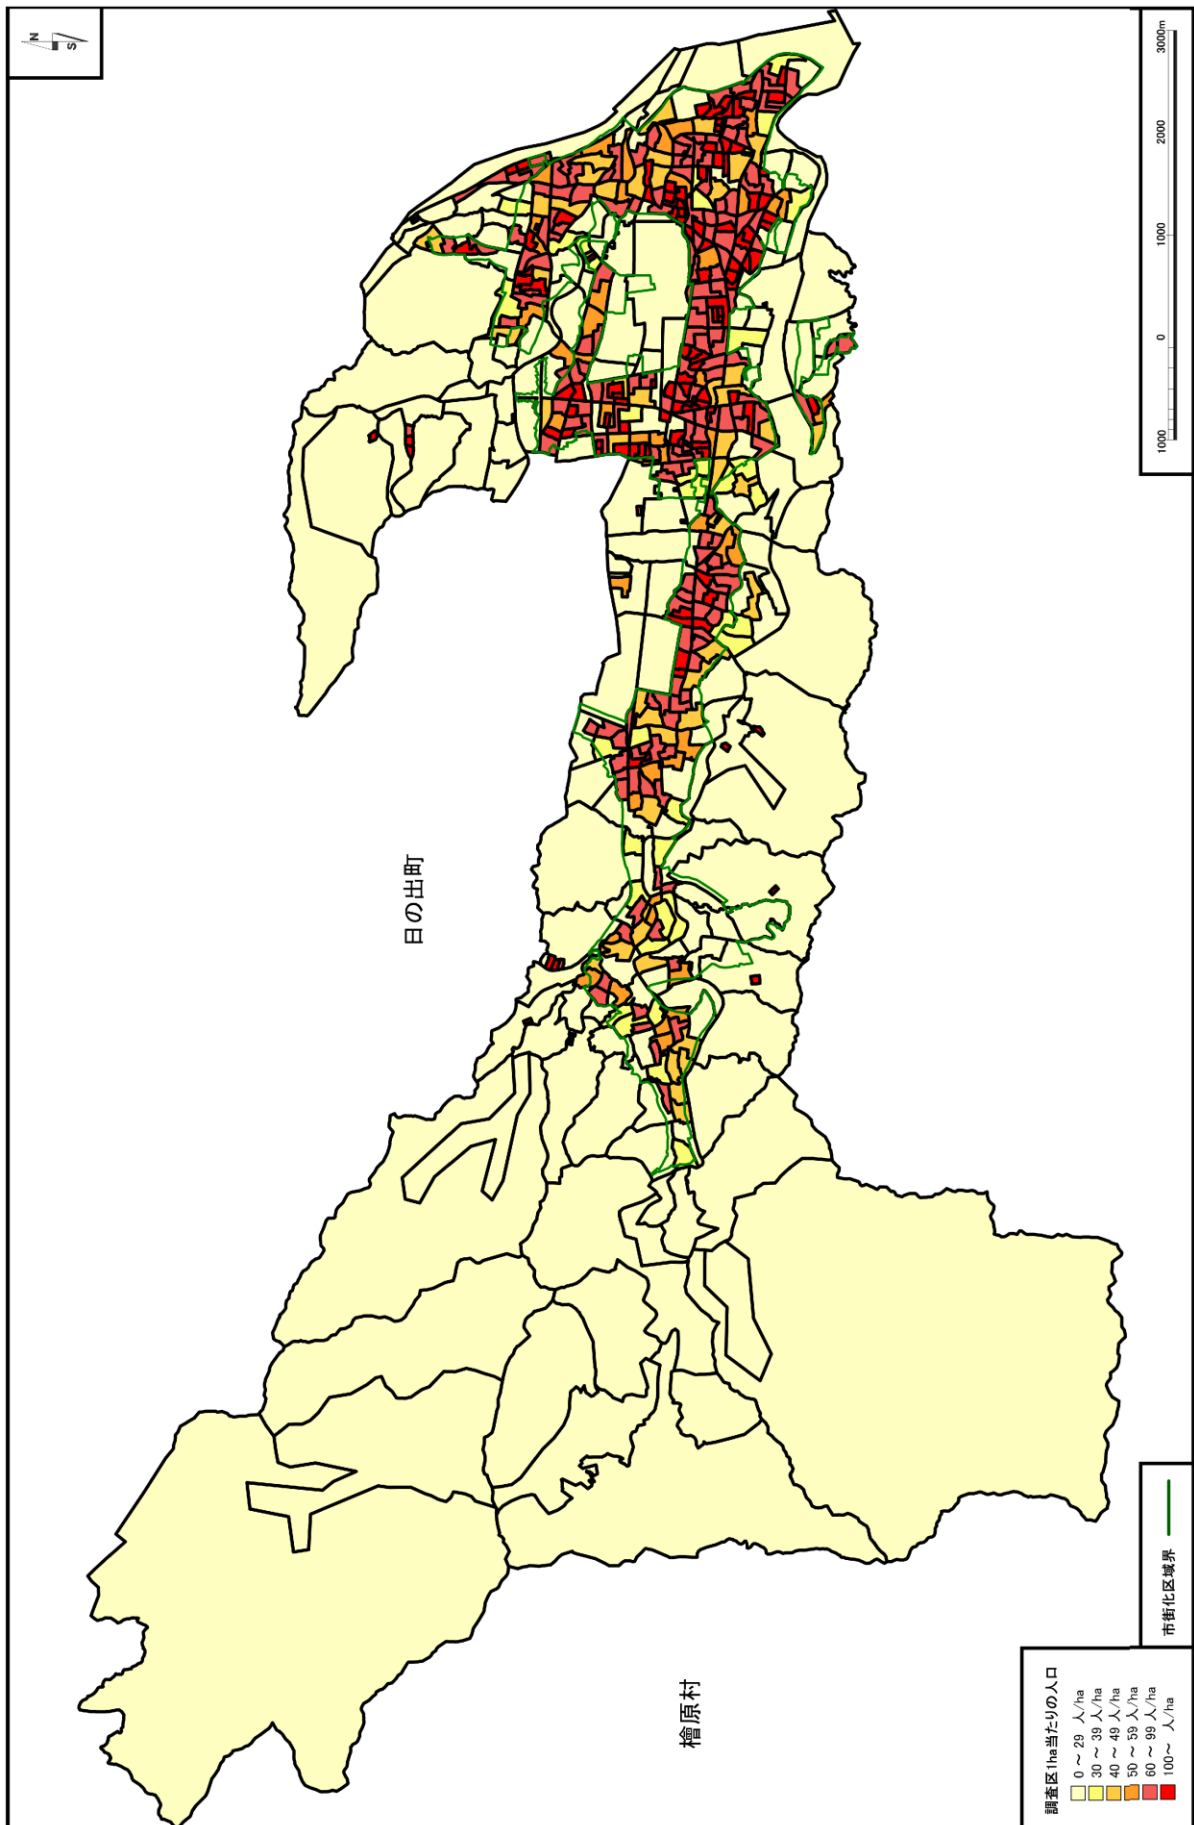 N
S
日の出町
檜原村
1000
0
1000
2000
3000m
市街化区域界
調査区1ha当たりの人口
0 ～ 29 人/ha
30 ～ 39 人/ha
40 ～ 49 人/ha
50 ～ 59 人/ha
60 ～ 99 人/ha
100～ 人/ha